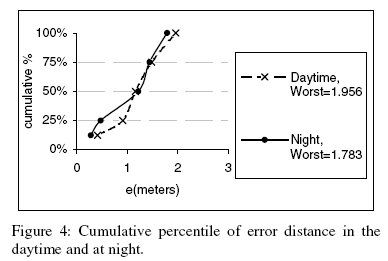 100%
75%
50%
25%
0%
cumulative %
0 1 2 3
e(meters)
Daytime,
Worst=1.956
Night,
Worst=1.783
Figure 4: Cumulative percentile of error distance in the
daytime and at night.